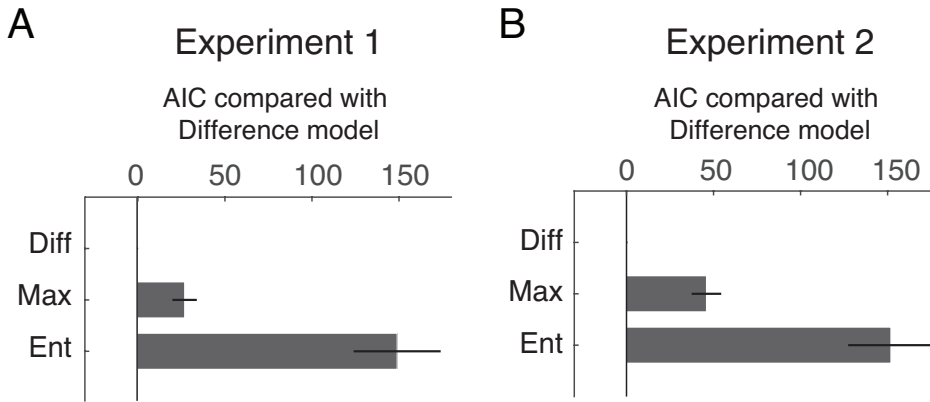 A
Experiment 1
AIC compared with
Difference model
0 50 100 150
Diff
Max
Ent
B
Experiment 2
AIC compared with
Difference model
0 50 100 150
Diff
Max
Ent